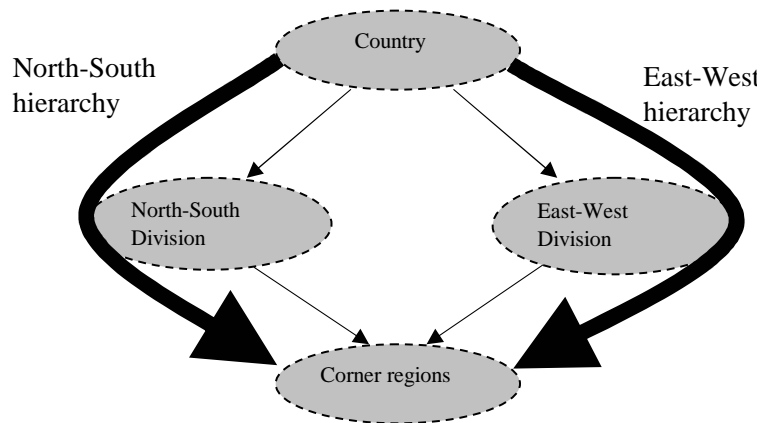 Country
North-South
hierarchy
East-West
hierarchy
North-South
Division
East-West
Division
Corner regions